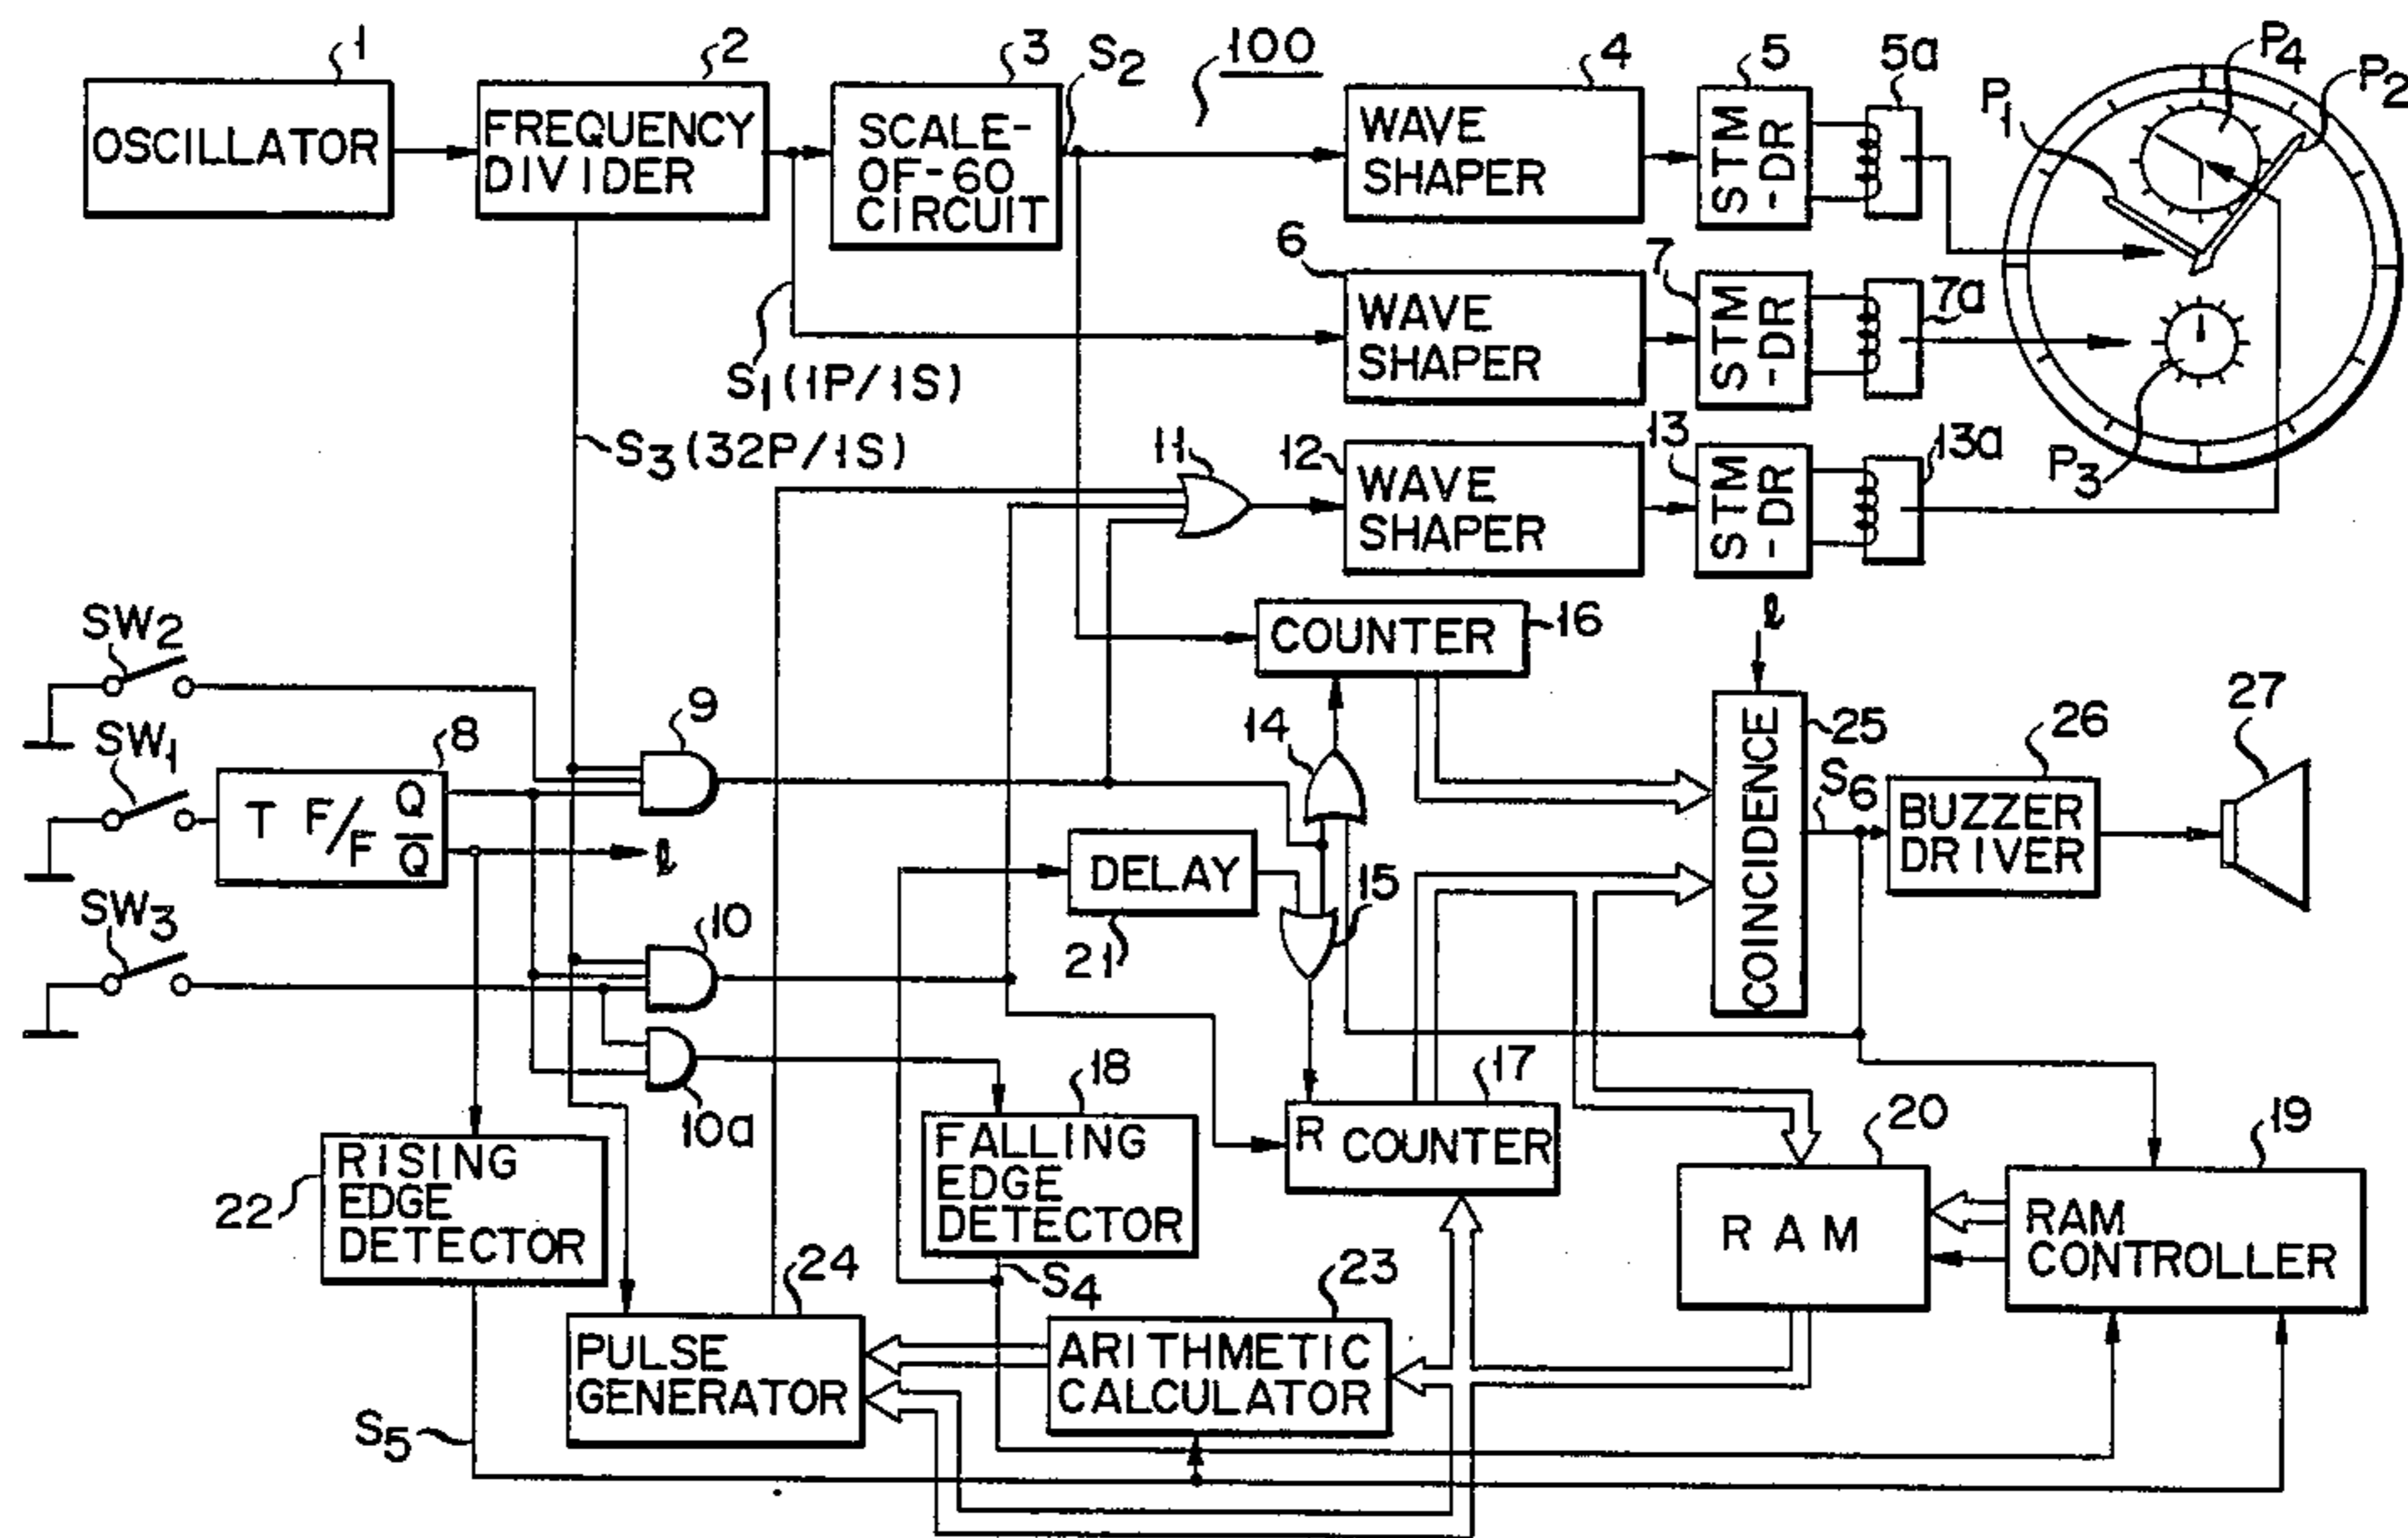 1
OSCILLATOR
2
FREQUENCY
DIVIDER
3
SCALE-
OF-60
CIRCUIT
S2
100
4
WAVE
SHAPER
5
STM
-DR
5a
P1
P4
P2
S1 (1P/1S)
6
WAVE
SHAPER
7
STM
-DR
7a
P3
S3 (32P/1S)
11
12
WAVE
SHAPER
13
STM
-DR
13a
SW2
COUNTER
16
ℓ
SW1
8
T F/F Q
Q̅
ℓ
9
14
COINCIDENCE
25
S6
26
BUZZER
DRIVER
27
SW3
10
10a
DELAY
21
15
22
RISING
EDGE
DETECTOR
18
FALLING
EDGE
DETECTOR
17
R COUNTER
20
RAM
19
RAM
CONTROLLER
S4
24
PULSE
GENERATOR
23
ARITHMETIC
CALCULATOR
S5